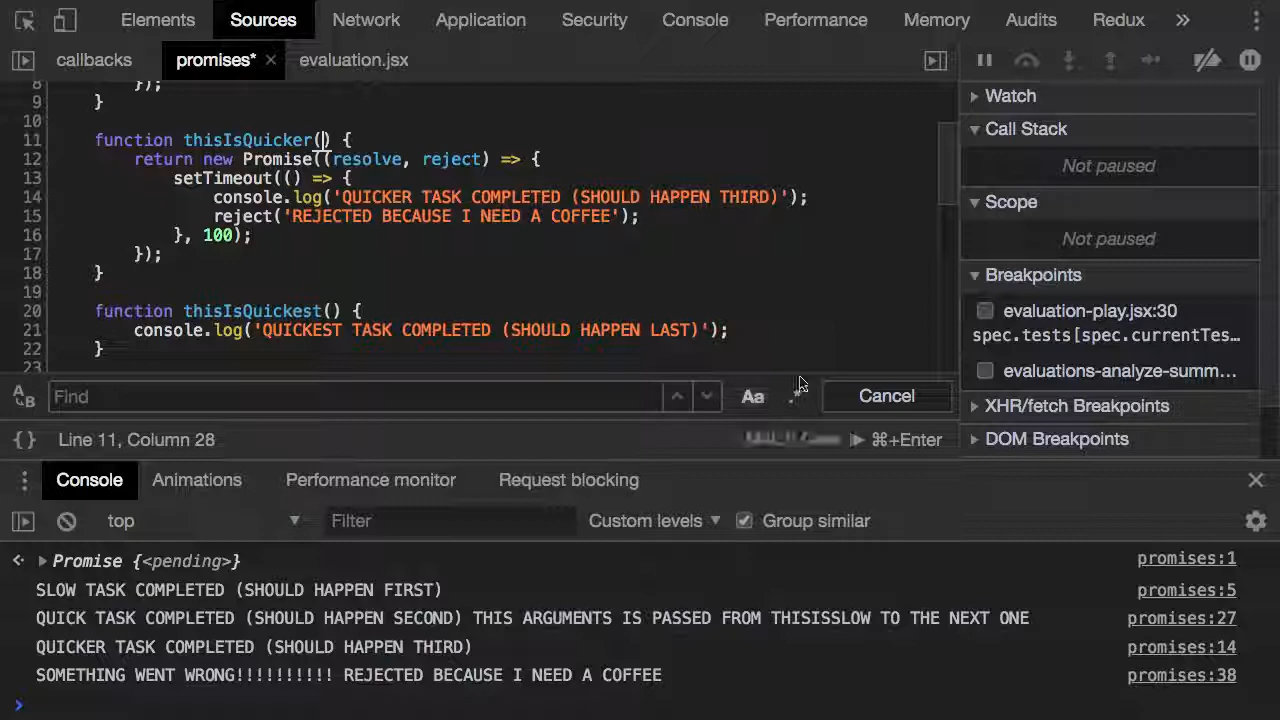 Elements Sources Network Application Security Console Performance Memory Audits Redux »
callbacks promises* × evaluation.jsx
8 });
9 }
10
11 function thisIsQuicker() {
12 return new Promise((resolve, reject) => {
13 setTimeout(() => {
14 console.log('QUICKER TASK COMPLETED (SHOULD HAPPEN THIRD)');
15 reject('REJECTED BECAUSE I NEED A COFFEE');
16 }, 100);
17 });
18 }
19
20 function thisIsQuickest() {
21 console.log('QUICKEST TASK COMPLETED (SHOULD HAPPEN LAST)');
22 }
23
Watch
Call Stack
Not paused
Scope
Not paused
Breakpoints
evaluation-play.jsx:30
spec.tests[spec.currentTes…
evaluations-analyze-summ…
XHR/fetch Breakpoints
DOM Breakpoints
A B Find Aa .* Cancel
{} Line 11, Column 28 ⌘+Enter
Console Animations Performance monitor Request blocking
top Filter Custom levels Group similar
Promise {<pending>} promises:1
SLOW TASK COMPLETED (SHOULD HAPPEN FIRST) promises:5
QUICK TASK COMPLETED (SHOULD HAPPEN SECOND) THIS ARGUMENTS IS PASSED FROM THISISSLOW TO THE NEXT ONE promises:27
QUICKER TASK COMPLETED (SHOULD HAPPEN THIRD) promises:14
SOMETHING WENT WRONG!!!!!!!!!! REJECTED BECAUSE I NEED A COFFEE promises:38